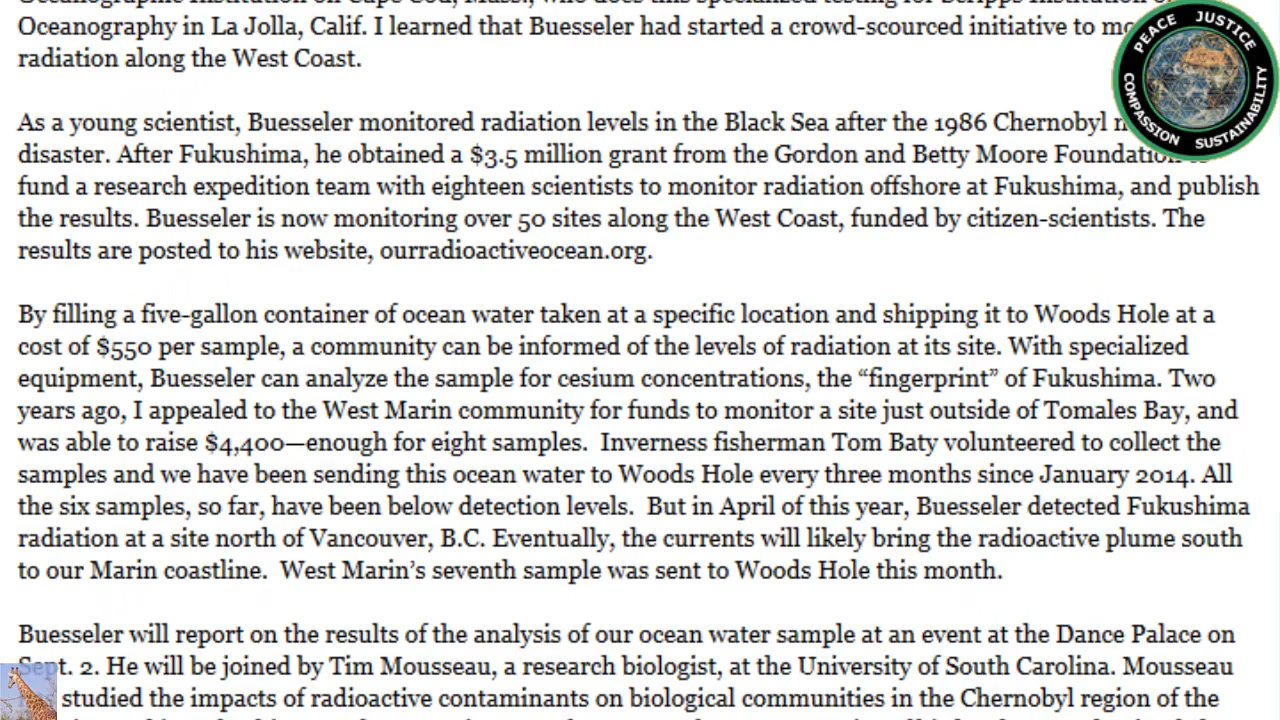 Oceanographic Institution on Cape Cod, Mass., who does this specialized testing for Scripps Institution of
Oceanography in La Jolla, Calif. I learned that Buesseler had started a crowd-scourced initiative to
radiation along the West Coast.
As a young scientist, Buesseler monitored radiation levels in the Black Sea after the 1986 Chernobyl
disaster. After Fukushima, he obtained a $3.5 million grant from the Gordon and Betty Moore Foundation to
fund a research expedition team with eighteen scientists to monitor radiation offshore at Fukushima, and publish
the results. Buesseler is now monitoring over 50 sites along the West Coast, funded by citizen-scientists. The
results are posted to his website, ourradioactiveocean.org.
By filling a five-gallon container of ocean water taken at a specific location and shipping it to Woods Hole at a
cost of $550 per sample, a community can be informed of the levels of radiation at its site. With specialized
equipment, Buesseler can analyze the sample for cesium concentrations, the “fingerprint” of Fukushima. Two
years ago, I appealed to the West Marin community for funds to monitor a site just outside of Tomales Bay, and
was able to raise $4,400—enough for eight samples.  Inverness fisherman Tom Baty volunteered to collect the
samples and we have been sending this ocean water to Woods Hole every three months since January 2014. All
the six samples, so far, have been below detection levels.  But in April of this year, Buesseler detected Fukushima
radiation at a site north of Vancouver, B.C. Eventually, the currents will likely bring the radioactive plume south
to our Marin coastline.  West Marin’s seventh sample was sent to Woods Hole this month.
Buesseler will report on the results of the analysis of our ocean water sample at an event at the Dance Palace on
Sept. 2. He will be joined by Tim Mousseau, a research biologist, at the University of South Carolina. Mousseau
studied the impacts of radioactive contaminants on biological communities in the Chernobyl region of the
PEACE JUSTICE
COMPASSION SUSTAINABILITY